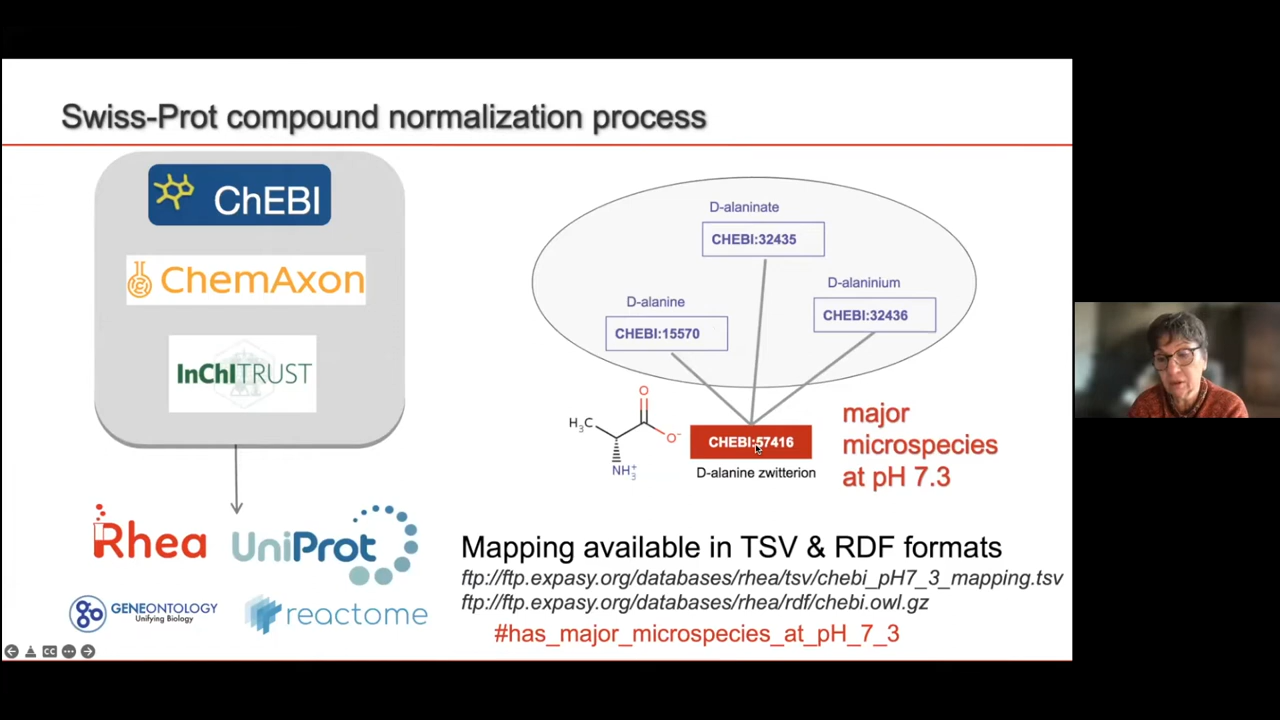 Swiss-Prot compound normalization process
ChEBI
ChemAxon
InChITRUST
Rhea
UniProt
GENEONTOLOGY
Unifying Biology
reactome
D-alaninate
CHEBI:32435
D-alaninium
CHEBI:32436
D-alanine
CHEBI:15570
O
H3C
O-
NH3+
CHEBI:57416
D-alanine zwitterion
major
microspecies
at pH 7.3
Mapping available in TSV & RDF formats
ftp://ftp.expasy.org/databases/rhea/tsv/chebi_pH7_3_mapping.tsv
ftp://ftp.expasy.org/databases/rhea/rdf/chebi.owl.gz
#has_major_microspecies_at_pH_7_3
CC